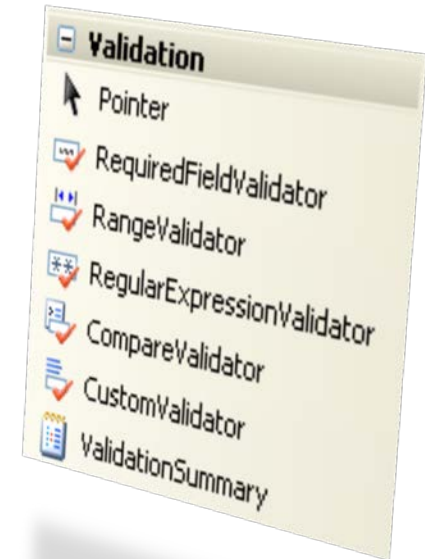 Validation
Pointer
RequiredFieldValidator
RangeValidator
RegularExpressionValidator
CompareValidator
CustomValidator
ValidationSummary